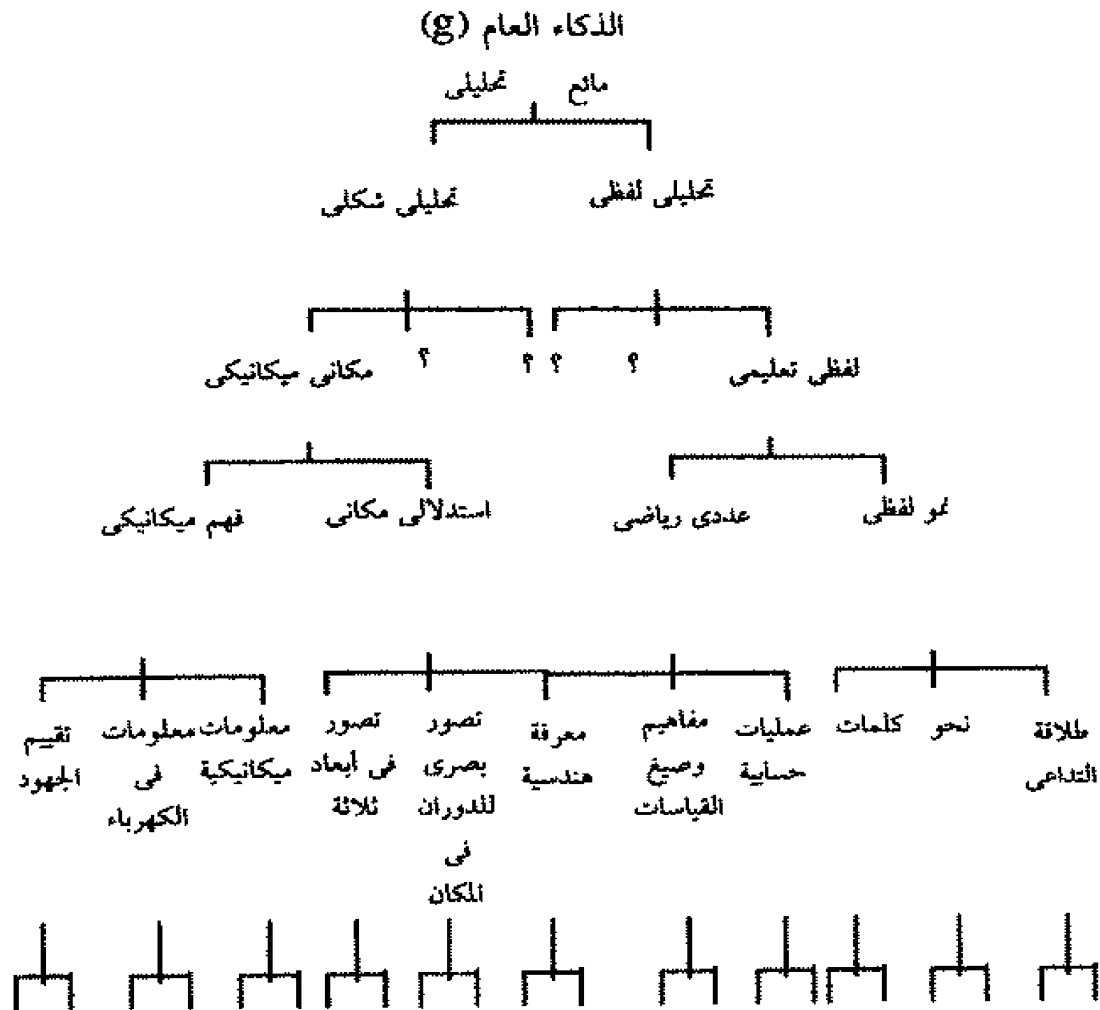 الذكاء العام (g)
مائع تحليلى
تحليلى لفظى تحليلى شكلى
لفظى تعليمى ؟ ؟ ؟ ؟ مكانى ميكانيكى
نمو لفظى عددى رياضى استدلالى مكانى فهم ميكانيكى
طلاقة التداعى
نحو
كلمات
عمليات حسابية
مفاهيم وصيغ القياسات
معرفة هندسية
تصور بصرى للدوران فى المكان
تصور فى أبعاد ثلاثة
معلومات ميكانيكية
معلومات فى الكهرباء
تقييم الجهود